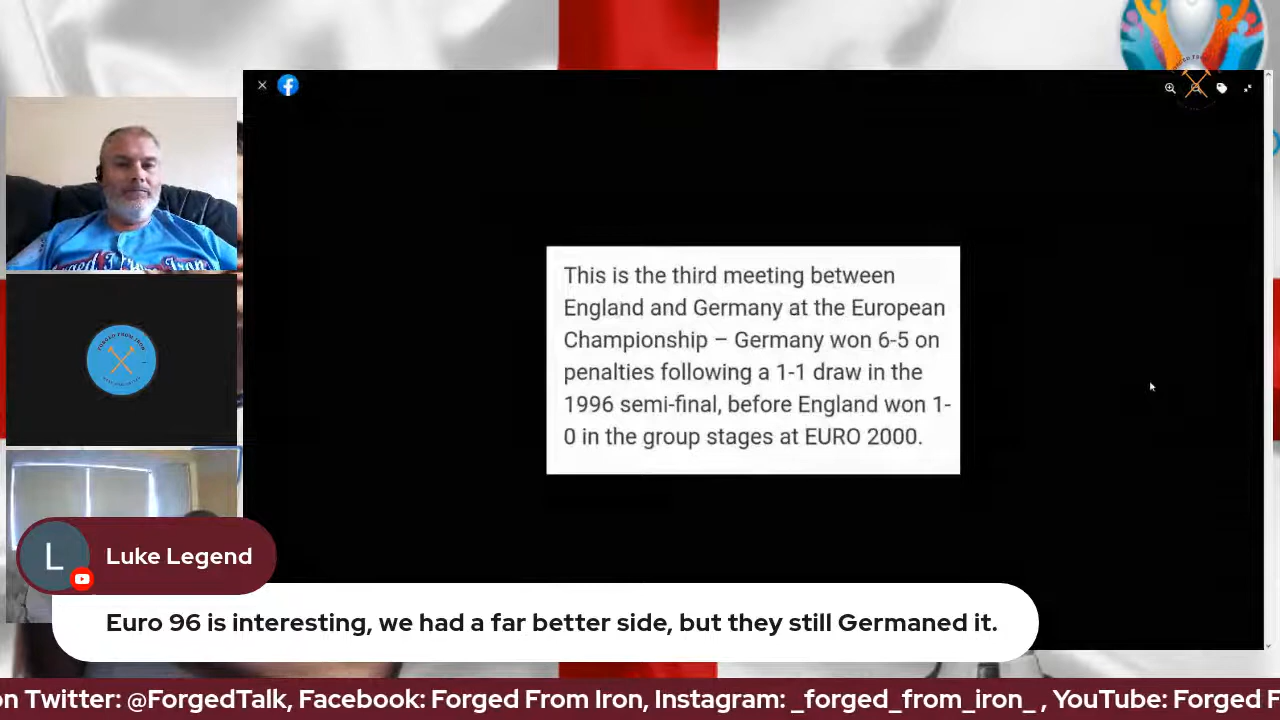 This is the third meeting between
England and Germany at the European
Championship – Germany won 6-5 on
penalties following a 1-1 draw in the
1996 semi-final, before England won 1-
0 in the group stages at EURO 2000.
L
Luke Legend
Euro 96 is interesting, we had a far better side, but they still Germaned it.
on Twitter: @ForgedTalk, Facebook: Forged From Iron, Instagram: _forged_from_iron_ , YouTube: Forged F
FORGED FROM IRON